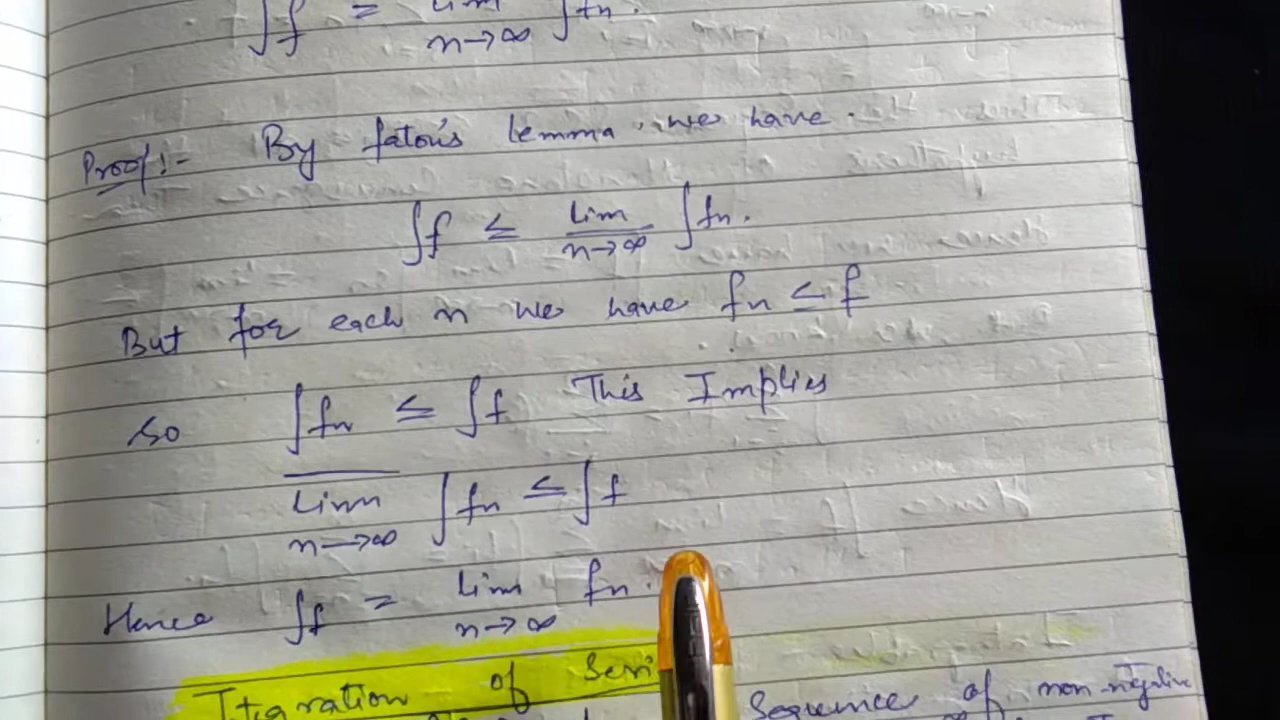 ∫f = lim n→∞ ∫fn.
Proof:- By fatou's lemma, we have.
∫f ≤ lim n→∞ ∫fn.
But for each n we have fn ≤ f
so ∫fn ≤ ∫f This Implies
lim n→∞ ∫fn ≤ ∫f
Hence ∫f = lim n→∞ fn.
Integration of Seri
Sequence of non-negative